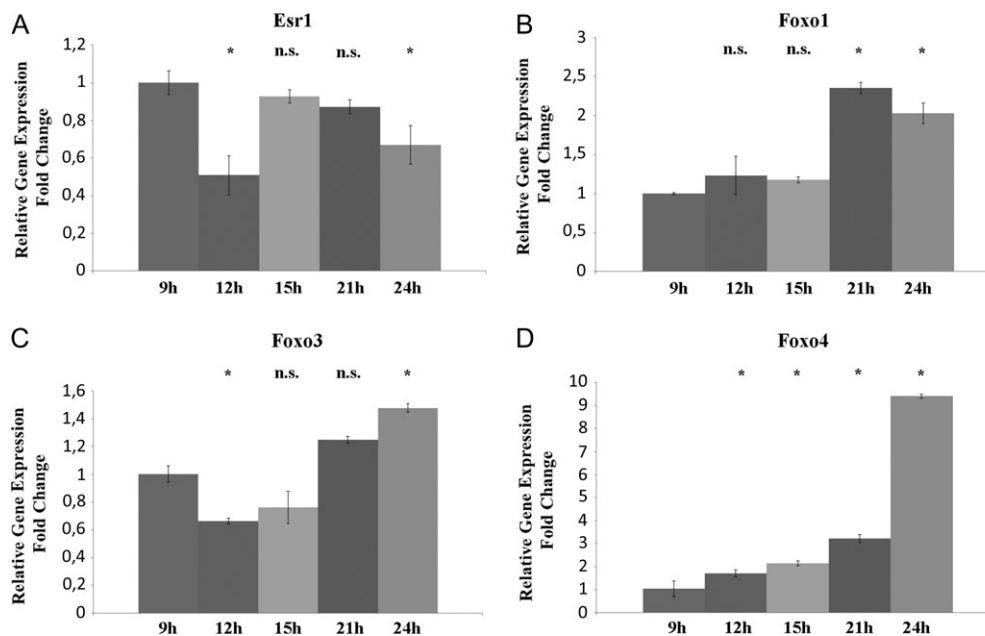 A
Esr1
Relative Gene Expression
Fold Change
1,2
1
0,8
0,6
0,4
0,2
0
* n.s. n.s. *
9h 12h 15h 21h 24h
B
Foxo1
Relative Gene Expression
Fold Change
3
2,5
2
1,5
1
0,5
0
n.s. n.s. * *
9h 12h 15h 21h 24h
C
Foxo3
Relative Gene Expression
Fold Change
1,6
1,4
1,2
1
0,8
0,6
0,4
0,2
0
* n.s. n.s. *
9h 12h 15h 21h 24h
D
Foxo4
Relative Gene Expression
Fold Change
10
9
8
7
6
5
4
3
2
1
0
* * * *
9h 12h 15h 21h 24h